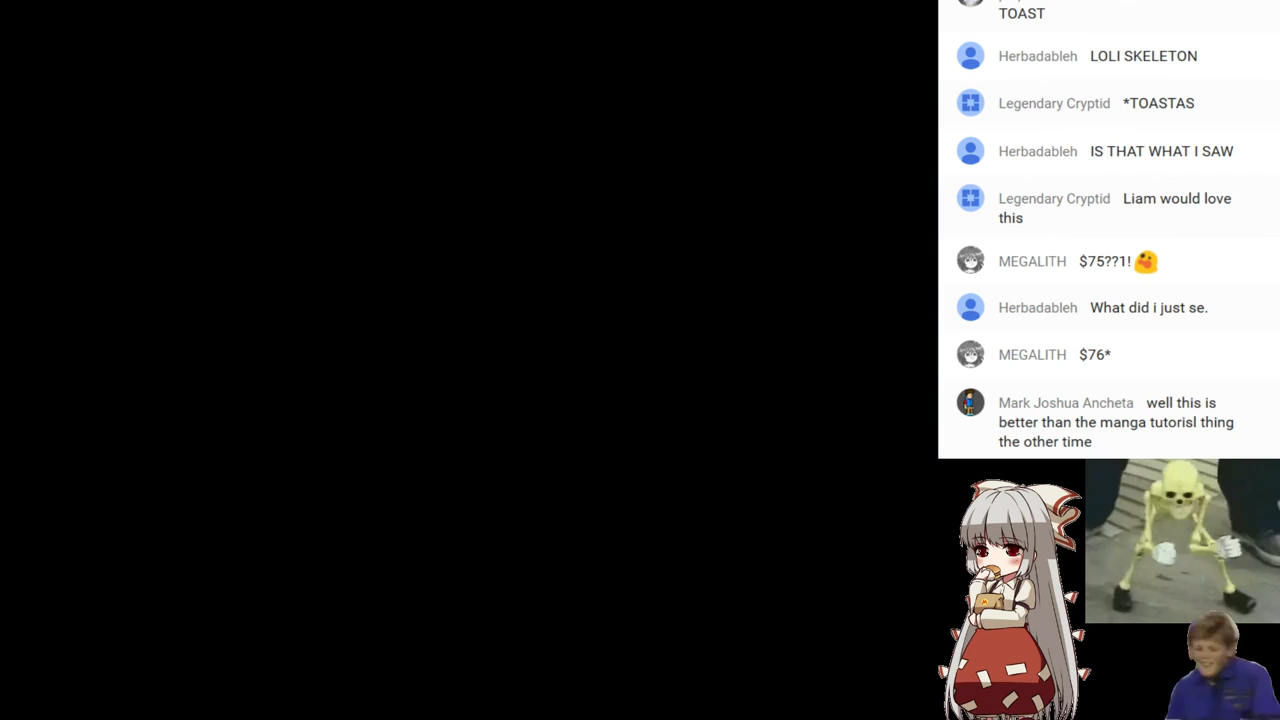 TOAST
Herbadableh LOLI SKELETON
Legendary Cryptid *TOASTAS
Herbadableh IS THAT WHAT I SAW
Legendary Cryptid Liam would love
this
MEGALITH $75??1!
Herbadableh What did i just se.
MEGALITH $76*
Mark Joshua Ancheta well this is
better than the manga tutorisl thing
the other time